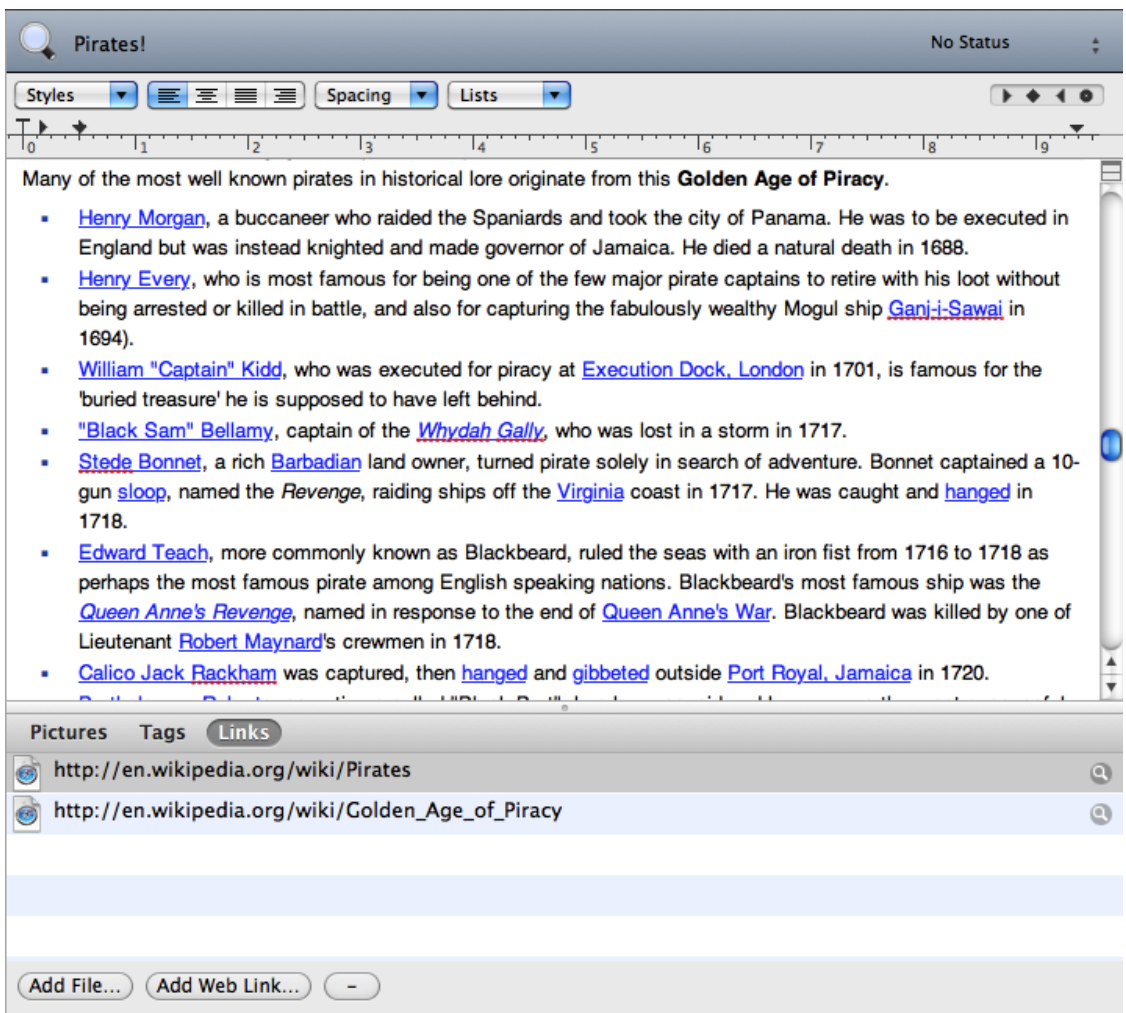 Pirates!
No Status
Styles
Spacing
Lists
0 1 2 3 4 5 6 7 8 9
Many of the most well known pirates in historical lore originate from this Golden Age of Piracy.
▪ Henry Morgan, a buccaneer who raided the Spaniards and took the city of Panama. He was to be executed in
England but was instead knighted and made governor of Jamaica. He died a natural death in 1688.
▪ Henry Every, who is most famous for being one of the few major pirate captains to retire with his loot without
being arrested or killed in battle, and also for capturing the fabulously wealthy Mogul ship Ganj-i-Sawai in
1694).
▪ William "Captain" Kidd, who was executed for piracy at Execution Dock, London in 1701, is famous for the
'buried treasure' he is supposed to have left behind.
▪ "Black Sam" Bellamy, captain of the Whydah Gally, who was lost in a storm in 1717.
▪ Stede Bonnet, a rich Barbadian land owner, turned pirate solely in search of adventure. Bonnet captained a 10-
gun sloop, named the Revenge, raiding ships off the Virginia coast in 1717. He was caught and hanged in
1718.
▪ Edward Teach, more commonly known as Blackbeard, ruled the seas with an iron fist from 1716 to 1718 as
perhaps the most famous pirate among English speaking nations. Blackbeard's most famous ship was the
Queen Anne's Revenge, named in response to the end of Queen Anne's War. Blackbeard was killed by one of
Lieutenant Robert Maynard's crewmen in 1718.
▪ Calico Jack Rackham was captured, then hanged and gibbeted outside Port Royal, Jamaica in 1720.
Pictures Tags Links
http://en.wikipedia.org/wiki/Pirates
http://en.wikipedia.org/wiki/Golden_Age_of_Piracy
Add File... Add Web Link... –